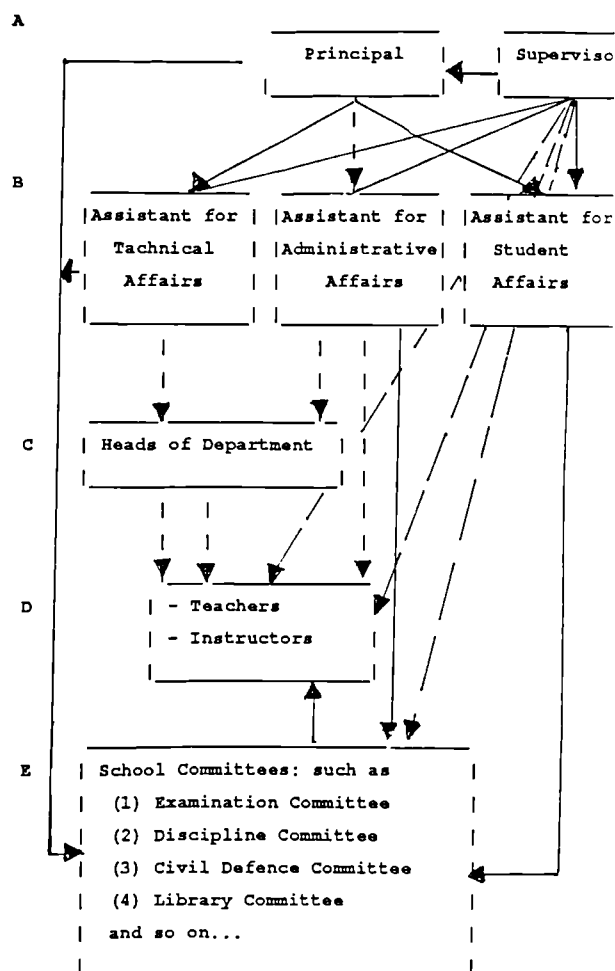 A
Principal
Superviso
B
Assistant for
Tachnical
Affairs
Assistant for
Administrative
Affairs
Assistant for
Student
Affairs
C
Heads of Department
D
- Teachers
- Instructors
E
School Committees: such as
(1) Examination Committee
(2) Discipline Committee
(3) Civil Defence Committee
(4) Library Committee
and so on...